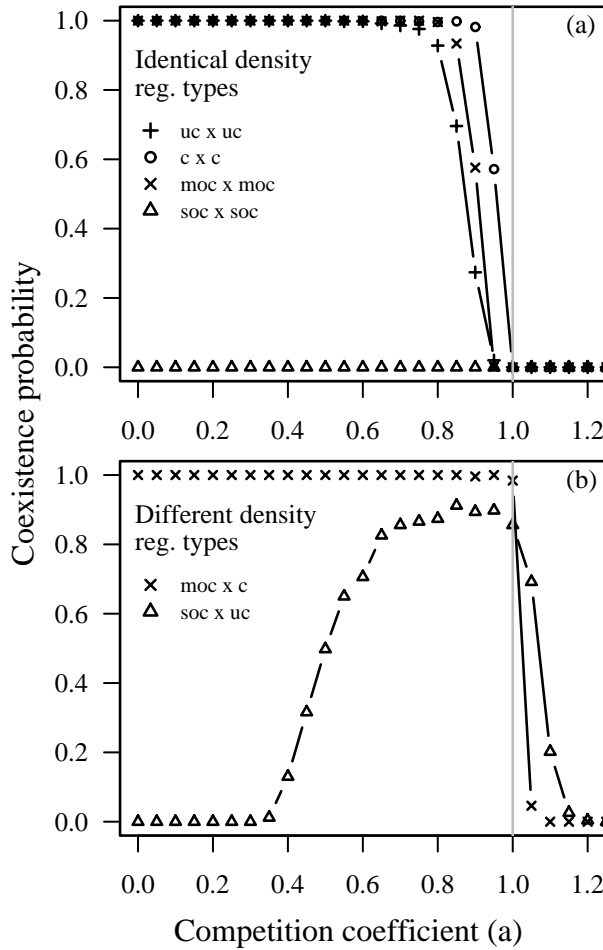 (a)
Identical density
reg. types
uc x uc
c x c
moc x moc
soc x soc
1.0
0.8
0.6
0.4
0.2
0.0
0.0 0.2 0.4 0.6 0.8 1.0 1.2
Coexistence probability
(b)
Different density
reg. types
moc x c
soc x uc
1.0
0.8
0.6
0.4
0.2
0.0
0.0 0.2 0.4 0.6 0.8 1.0 1.2
Competition coefficient (a)